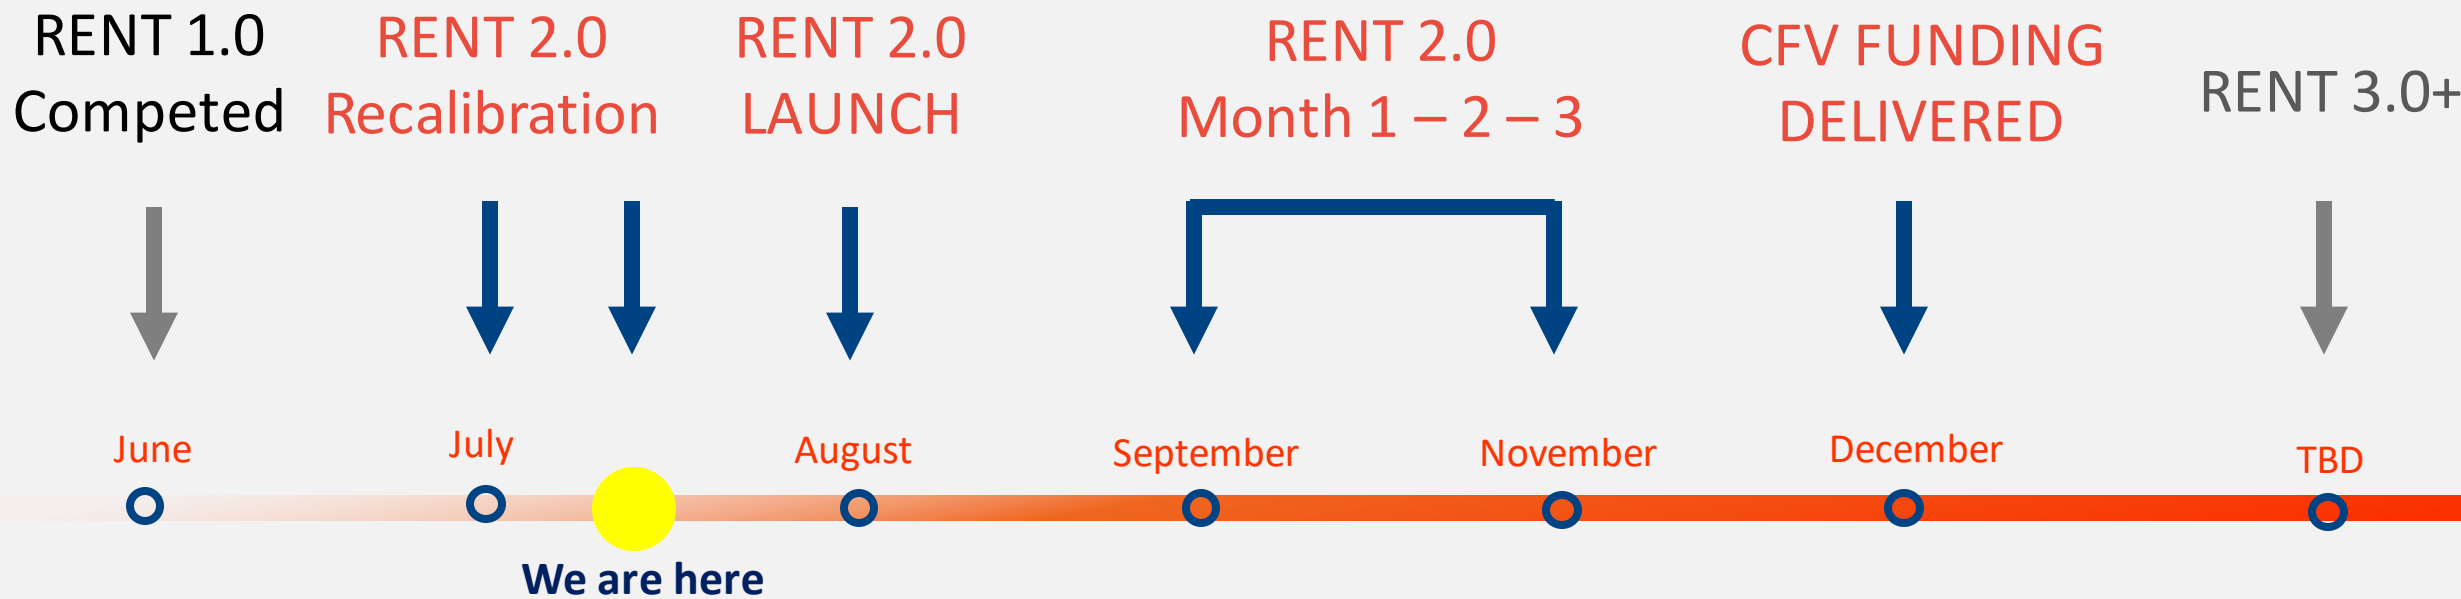 RENT 1.0
Competed
RENT 2.0
Recalibration
RENT 2.0
LAUNCH
RENT 2.0
Month 1 – 2 – 3
CFV FUNDING
DELIVERED
RENT 3.0+
June
July
August
September
November
December
TBD
We are here